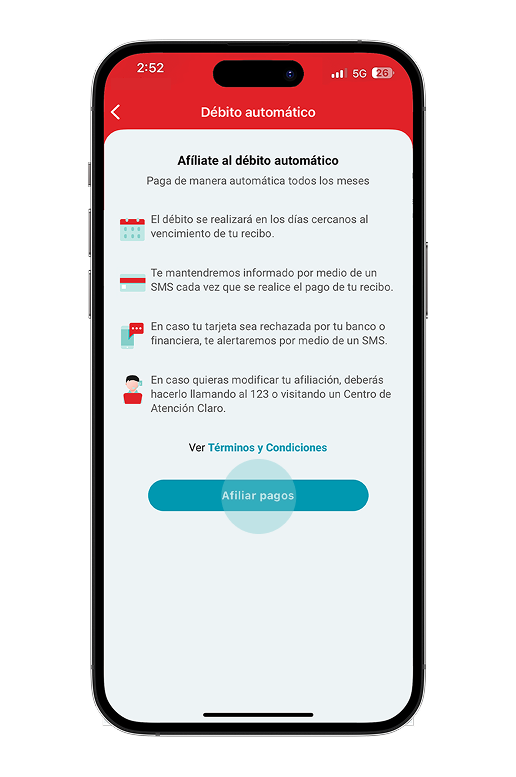 2:52
5G 26
Débito automático
Afíliate al débito automático
Paga de manera automática todos los meses
El débito se realizará en los días cercanos al
vencimiento de tu recibo.
Te mantendremos informado por medio de un
SMS cada vez que se realice el pago de tu recibo.
En caso tu tarjeta sea rechazada por tu banco o
financiera, te alertaremos por medio de un SMS.
En caso quieras modificar tu afiliación, deberás
hacerlo llamando al 123 o visitando un Centro de
Atención Claro.
Ver Términos y Condiciones
Afiliar pagos